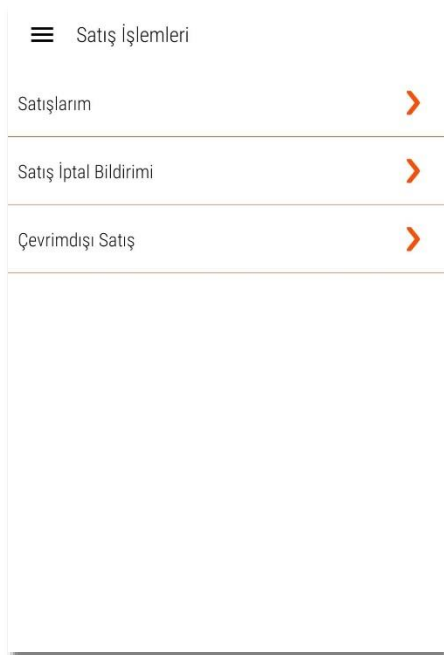 Satış İşlemleri
Satışlarım
Satış İptal Bildirimi
Çevrimdışı Satış